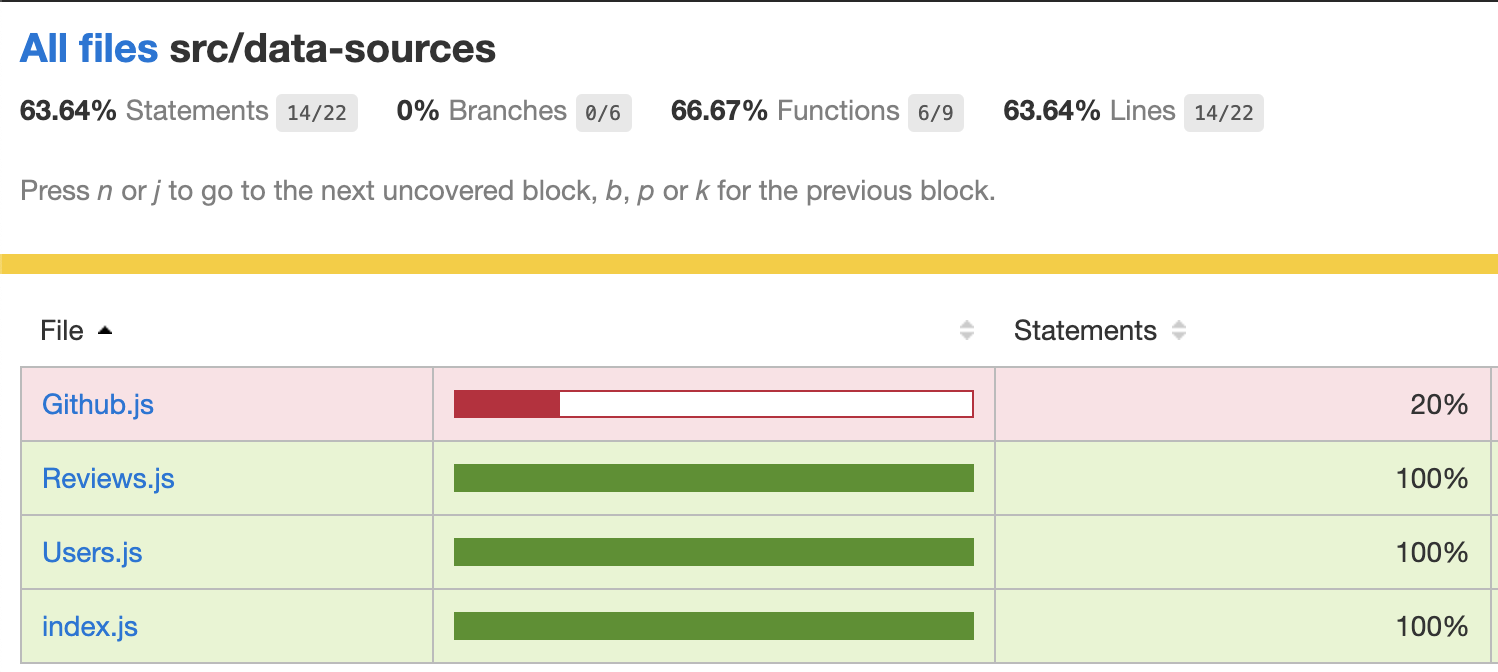 All files src/data-sources
63.64% Statements 14/22 0% Branches 0/6 66.67% Functions 6/9 63.64% Lines 14/22
Press n or j to go to the next uncovered block, b, p or k for the previous block.
File Statements
Github.js 20%
Reviews.js 100%
Users.js 100%
index.js 100%